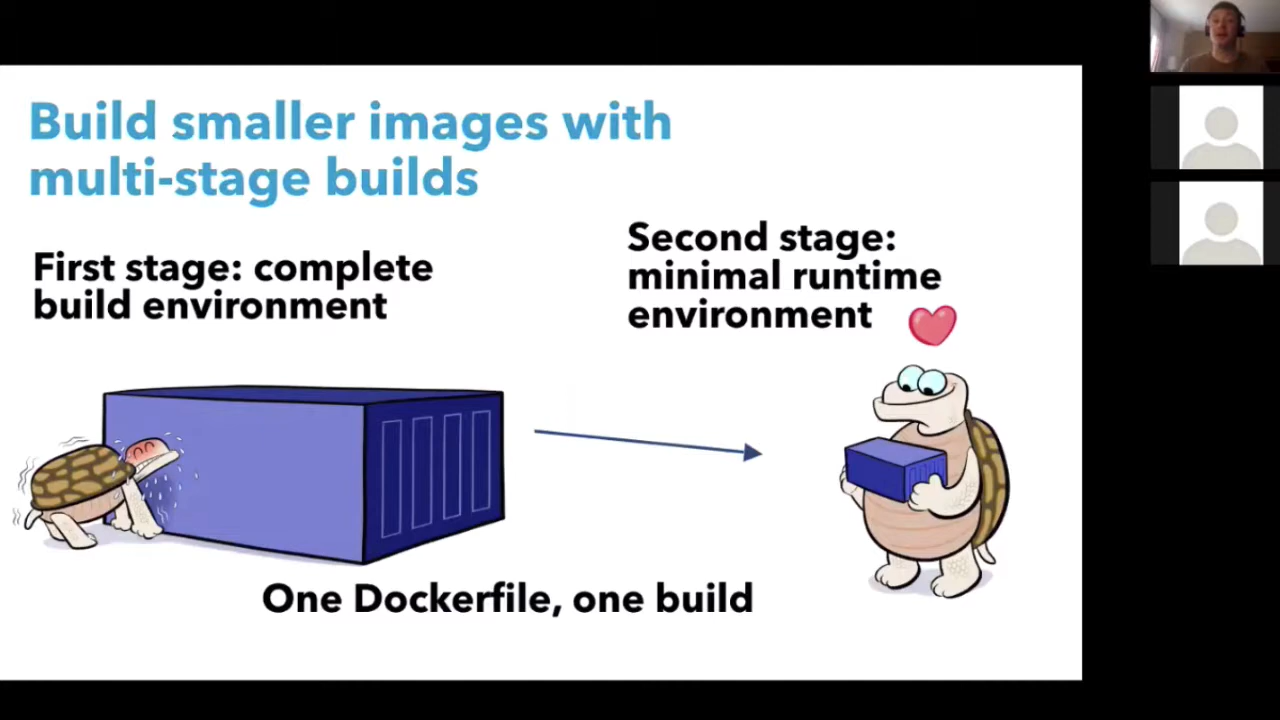 Build smaller images with
multi-stage builds
First stage: complete
build environment
Second stage:
minimal runtime
environment
One Dockerfile, one build